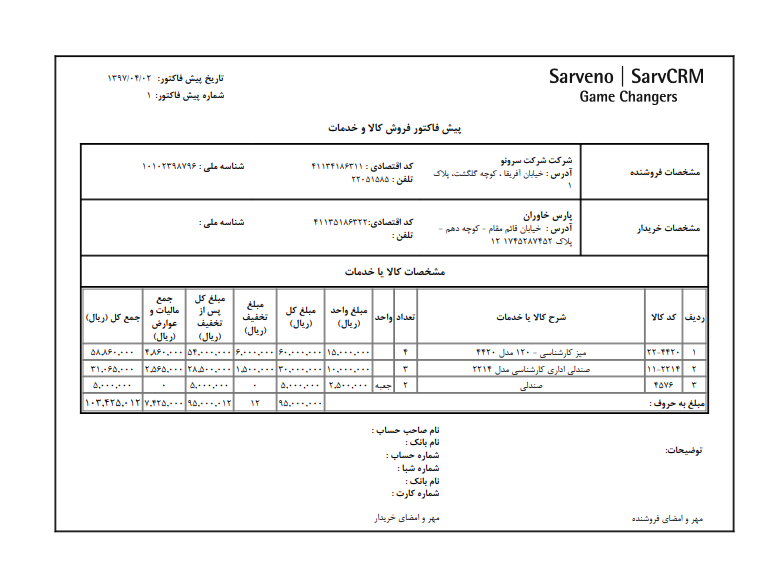 Sarveno | SarvCRM
Game Changers
تاریخ پیش فاکتور: ۱۳۹۷/۰۴/۰۲
شماره پیش فاکتور: ۱
پیش فاکتور فروش کالا و خدمات
مشخصات فروشنده
شرکت شرکت سرونو
آدرس : خیابان آفریقا ، کوچه گلگشت، پلاک
۱
کد اقتصادی : ۴۱۱۳۴۱۸۶۳۱۱
تلفن : ۲۲۰۵۱۵۸۵
شناسه ملی : ۱۰۱۰۲۳۹۸۷۹۶
مشخصات خریدار
پارس خاوران
آدرس : خیابان قائم مقام - کوچه دهم -
پلاک ۱۷۴۵۲۸۷۴۵۲ ۱۲
کد اقتصادی:۴۱۱۳۵۱۸۶۳۲۲
تلفن :
شناسه ملی :
مشخصات کالا یا خدمات
ردیف کد کالا شرح کالا یا خدمات تعداد واحد مبلغ واحد (ریال) مبلغ کل (ریال) مبلغ تخفیف (ریال) مبلغ کل پس از تخفیف (ریال) جمع مالیات و عوارض (ریال) جمع کل (ریال)
۱ ۲۲-۴۴۲۰ میز کارشناسی - ۱۲۰ مدل ۴۴۲۰ ۴ ۱۵,۰۰۰,۰۰۰ ۶۰,۰۰۰,۰۰۰ ۶,۰۰۰,۰۰۰ ۵۴,۰۰۰,۰۰۰ ۴,۸۶۰,۰۰۰ ۵۸,۸۶۰,۰۰۰
۲ ۱۱-۲۲۱۴ صندلی اداری کارشناسی مدل ۲۲۱۴ ۳ ۱۰,۰۰۰,۰۰۰ ۳۰,۰۰۰,۰۰۰ ۱,۵۰۰,۰۰۰ ۲۸,۵۰۰,۰۰۰ ۲,۵۶۵,۰۰۰ ۳۱,۰۶۵,۰۰۰
۳ ۴۵۷۶ صندلی ۲ جعبه ۲,۵۰۰,۰۰۰ ۵,۰۰۰,۰۰۰ ۰ ۵,۰۰۰,۰۰۰ ۰ ۵,۰۰۰,۰۰۰
مبلغ به حروف : ۹۵,۰۰۰,۰۰۰ ۱۲ ۹۵,۰۰۰,۰۱۲ ۷,۴۲۵,۰۰۰ ۱۰۳,۴۲۵,۰۱۲
توضیحات:
نام صاحب حساب :
نام بانک :
شماره حساب :
شماره شبا :
نام بانک :
شماره کارت :
مهر و امضای فروشنده
مهر و امضای خریدار